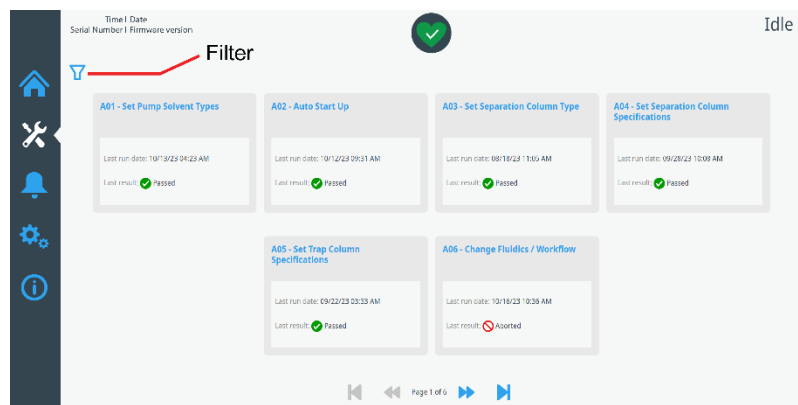 Time I Date
Serial Number I Firmware version
Idle
Filter
A01 - Set Pump Solvent Types
Last run date: 10/13/23 04:23 AM
Last result: Passed
A02 - Auto Start Up
Last run date: 10/12/23 09:31 AM
Last result: Passed
A03 - Set Separation Column Type
Last run date: 08/18/23 11:05 AM
Last result: Passed
A04 - Set Separation Column
Specifications
Last run date: 09/28/23 10:08 AM
Last result: Passed
A05 - Set Trap Column
Specifications
Last run date: 09/22/23 03:33 AM
Last result: Passed
A06 - Change Fluidics / Workflow
Last run date: 10/16/23 10:36 AM
Last result: Aborted
Page 1 of 6